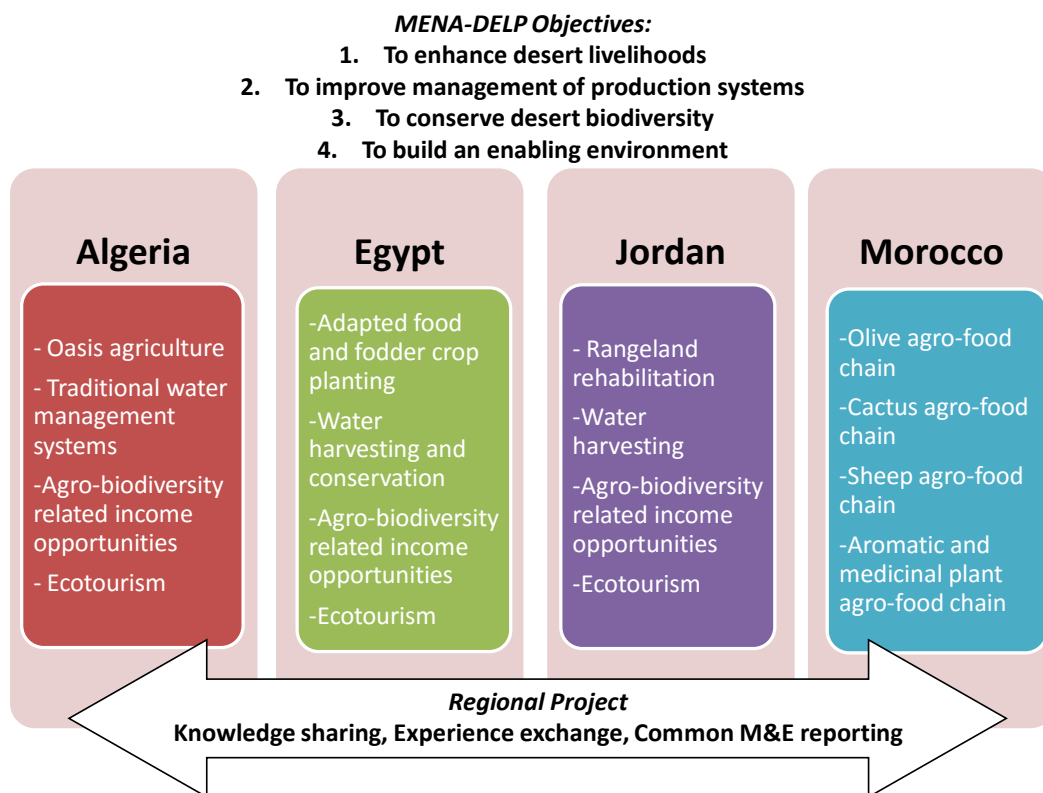 MENA-DELP Objectives:
1. To enhance desert livelihoods
2. To improve management of production systems
3. To conserve desert biodiversity
4. To build an enabling environment
Algeria
- Oasis agriculture
- Traditional water
management
systems
-Agro-biodiversity
related income
opportunities
- Ecotourism
Egypt
-Adapted food
and fodder crop
planting
-Water
harvesting and
conservation
-Agro-biodiversity
related income
opportunities
-Ecotourism
Jordan
- Rangeland
rehabilitation
-Water
harvesting
-Agro-biodiversity
related income
opportunities
-Ecotourism
Morocco
-Olive agro-food
chain
-Cactus agro-food
chain
-Sheep agro-food
chain
-Aromatic and
medicinal plant
agro-food chain
Regional Project
Knowledge sharing, Experience exchange, Common M&E reporting